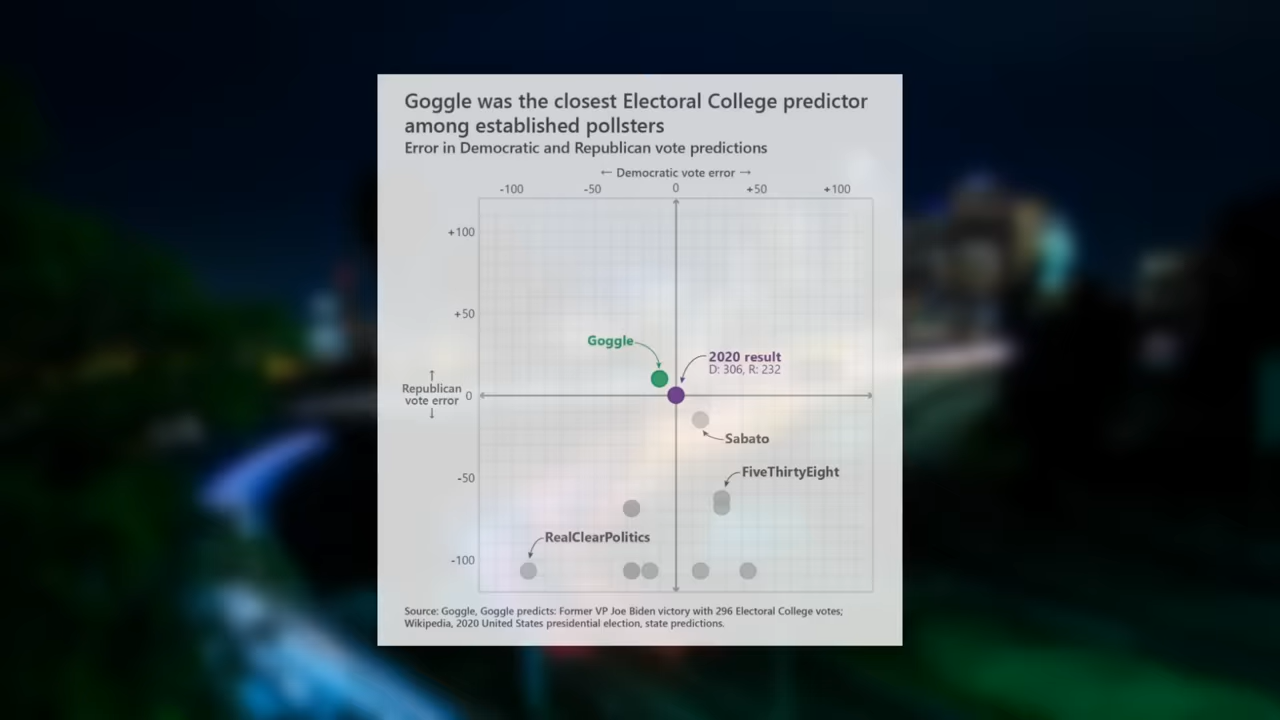 Goggle was the closest Electoral College predictor
among established pollsters
Error in Democratic and Republican vote predictions
← Democratic vote error →
-100 -50 0 +50 +100
+100
+50
Goggle
2020 result
D: 306, R: 232
↑
Republican
vote error
↓
0
Sabato
FiveThirtyEight
-50
RealClearPolitics
-100
Source: Goggle, Goggle predicts: Former VP Joe Biden victory with 296 Electoral College votes;
Wikipedia, 2020 United States presidential election, state predictions.